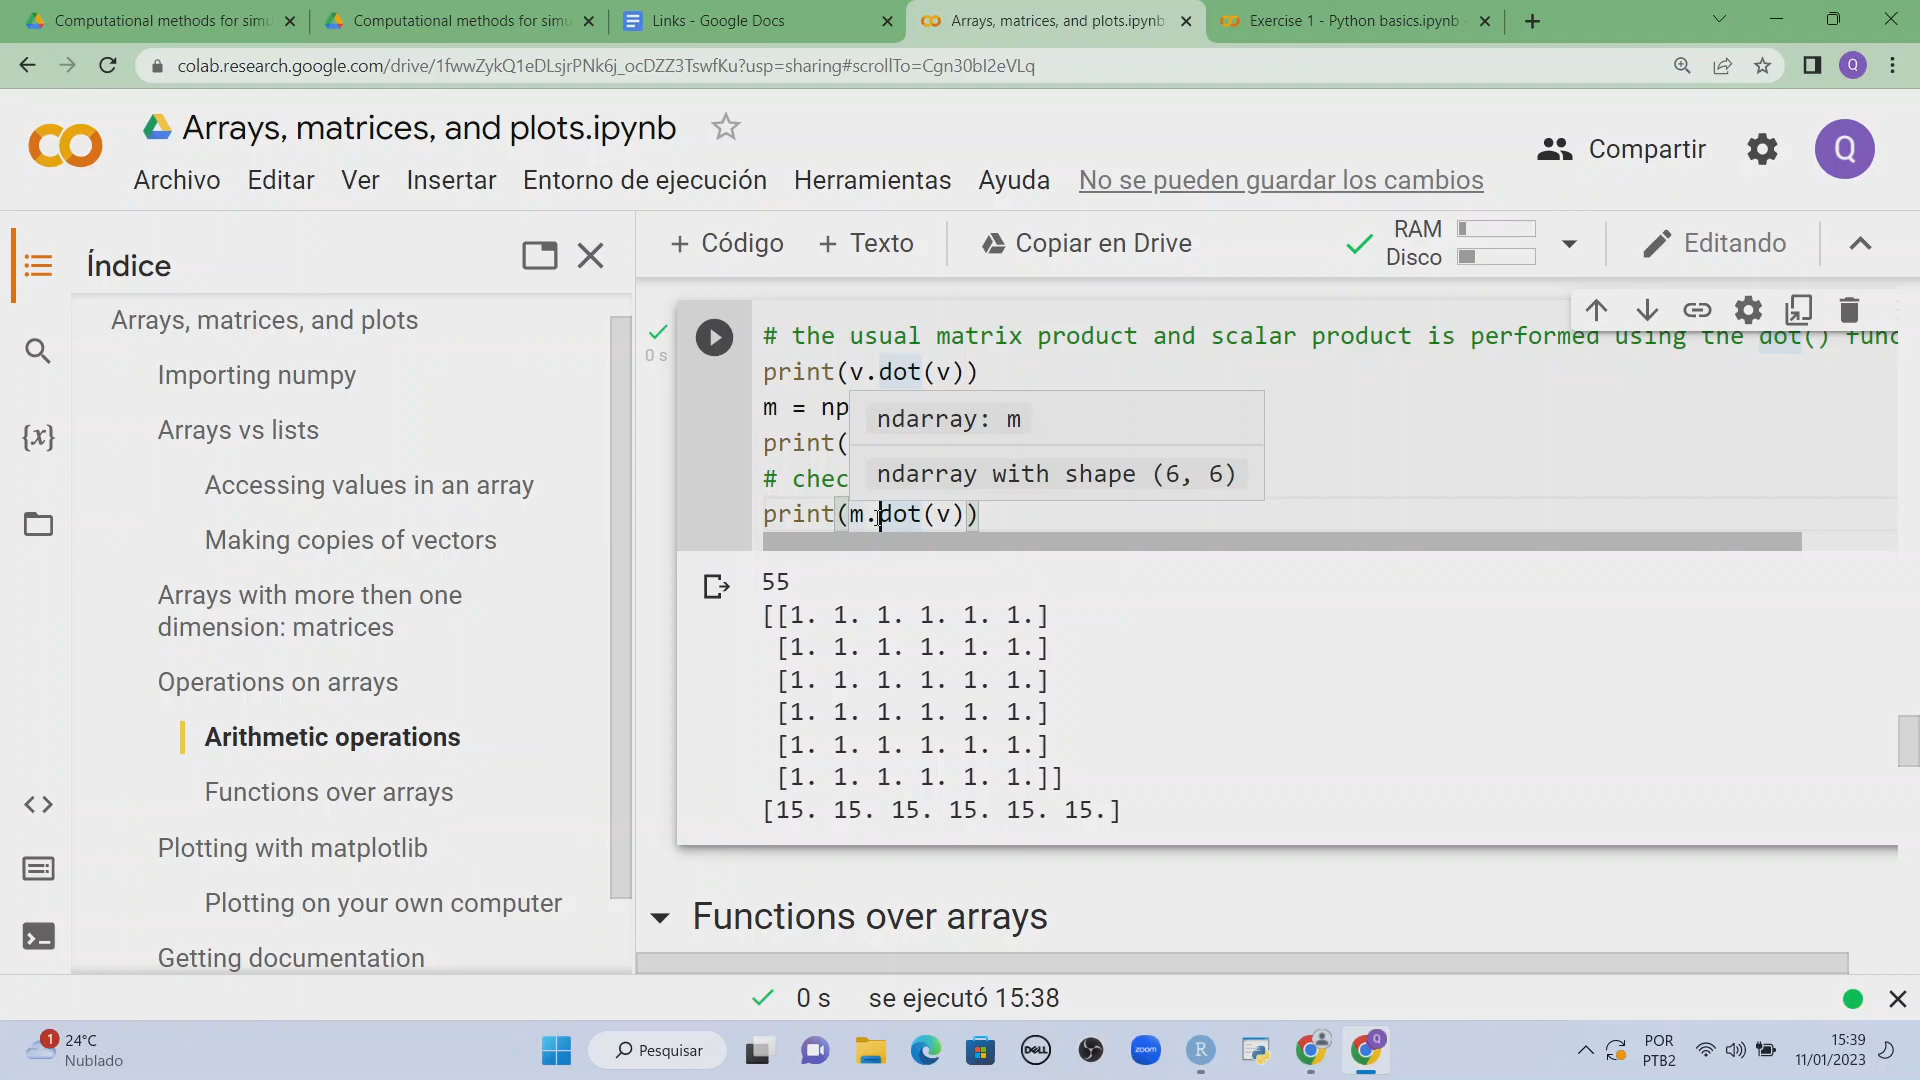 Computational methods for simu
Computational methods for simu
Links - Google Docs
Arrays, matrices, and plots.ipynb
Exercise 1 - Python basics.ipynb
colab.research.google.com/drive/1fwwZykQ1eDLsjrPNk6j_ocDZZ3TswfKu?usp=sharing#scrollTo=Cgn30bI2eVLq
Q
Arrays, matrices, and plots.ipynb
Compartir
Q
Archivo Editar Ver Insertar Entorno de ejecución Herramientas Ayuda No se pueden guardar los cambios
Índice
+ Código + Texto Copiar en Drive
RAM
Disco
Editando
Arrays, matrices, and plots
Importing numpy
Arrays vs lists
Accessing values in an array
Making copies of vectors
Arrays with more then one
dimension: matrices
Operations on arrays
Arithmetic operations
Functions over arrays
Plotting with matplotlib
Plotting on your own computer
Getting documentation
{x}
0 s
# the usual matrix product and scalar product is performed using the dot() func
print(v.dot(v))
m = np
print(
# chec
print(m.dot(v))
ndarray: m
ndarray with shape (6, 6)
55
[[1. 1. 1. 1. 1. 1.]
[1. 1. 1. 1. 1. 1.]
[1. 1. 1. 1. 1. 1.]
[1. 1. 1. 1. 1. 1.]
[1. 1. 1. 1. 1. 1.]
[1. 1. 1. 1. 1. 1.]]
[15. 15. 15. 15. 15. 15.]
Functions over arrays
0 s se ejecutó 15:38
1
24°C
Nublado
Pesquisar
DELL
zoom
R
Q
POR
PTB2
15:39
11/01/2023